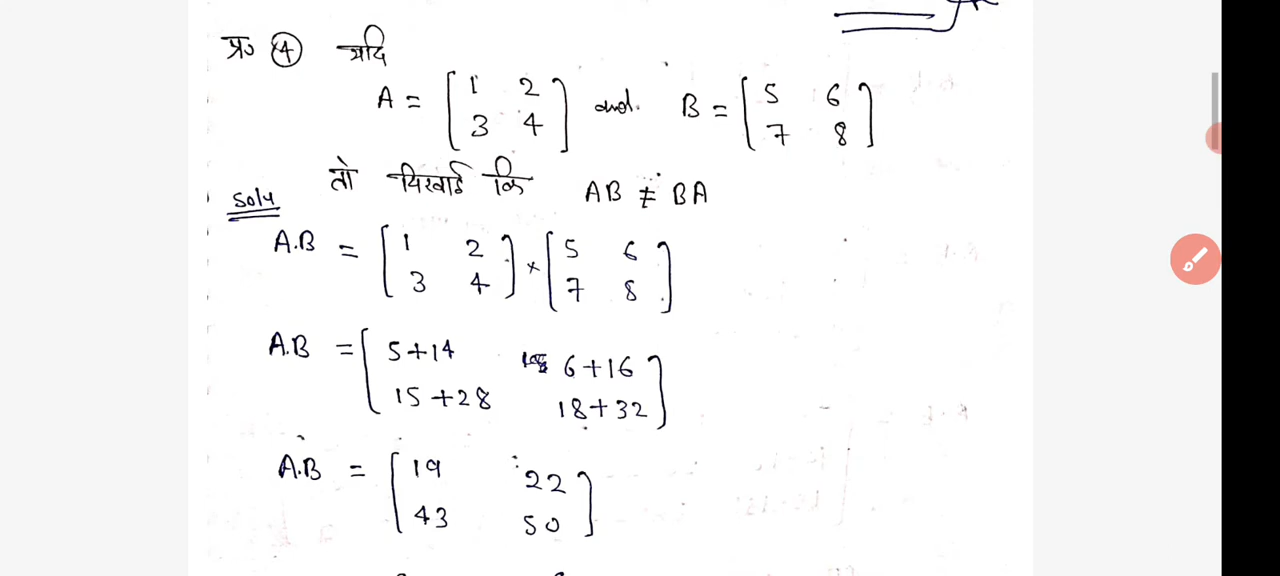 प्र० ④ यदि
A = [1 2 3 4] and. B = [5 6 7 8]
तो दिखाई कि AB ≠ BA
Soln
A.B = [1 2 3 4] × [5 6 7 8]
A.B = [5+14 6+16 15+28 18+32]
A.B = [19 22 43 50]